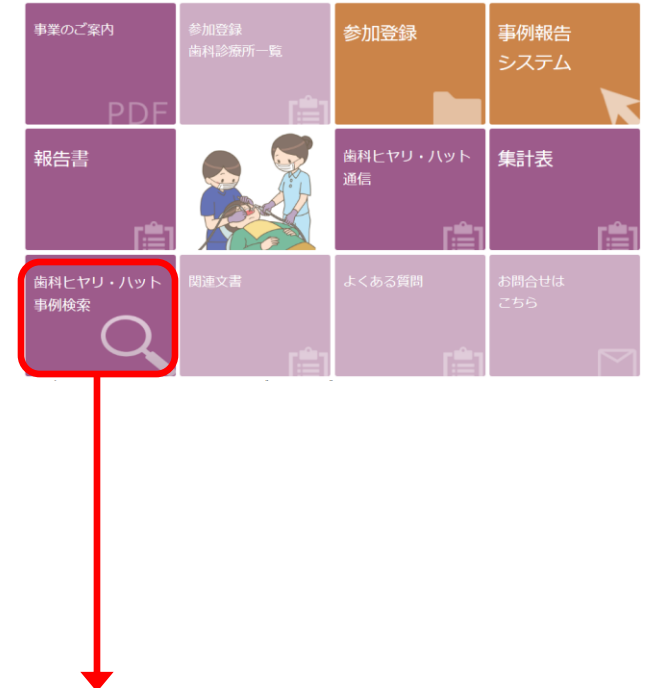 事業のご案内
参加登録
歯科診療所一覧
参加登録
事例報告
システム
PDF
報告書
歯科ヒヤリ・ハット
通信
集計表
歯科ヒヤリ・ハット
事例検索
関連文書
よくある質問
お問合せは
こちら